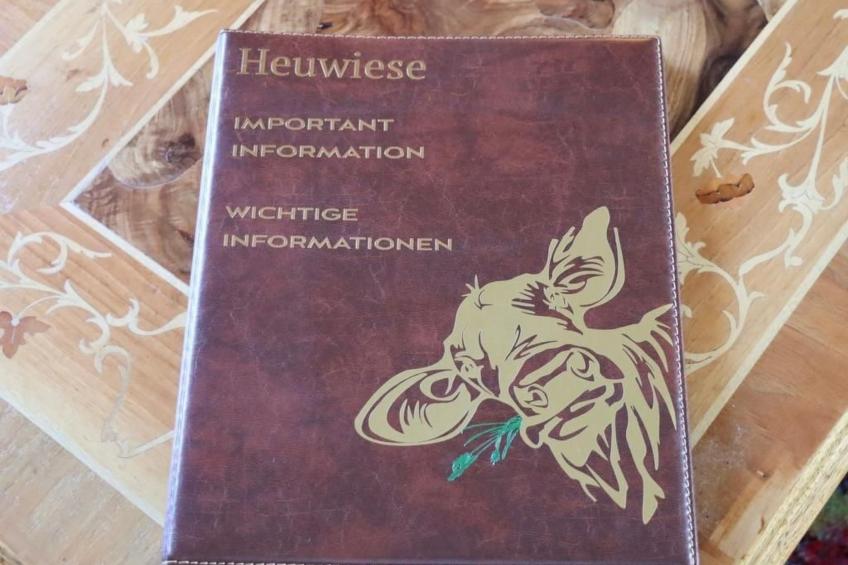 Heuwiese
IMPORTANT
INFORMATION
WICHTIGE
INFORMATIONEN